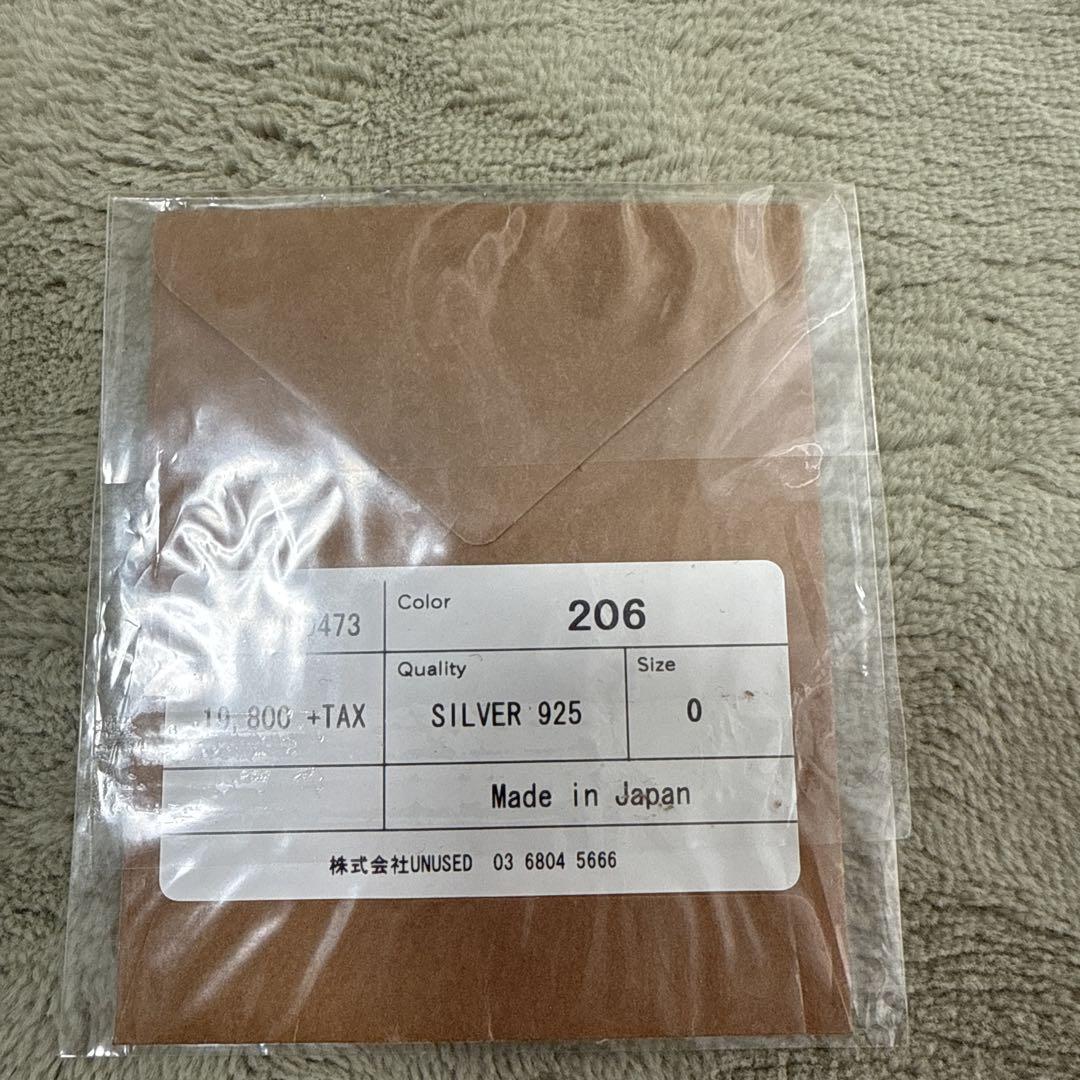 473
Color
206
19,800 +TAX
Quality
SILVER 925
Size
0
Made in Japan
株式会社UNUSED 03 6804 5666